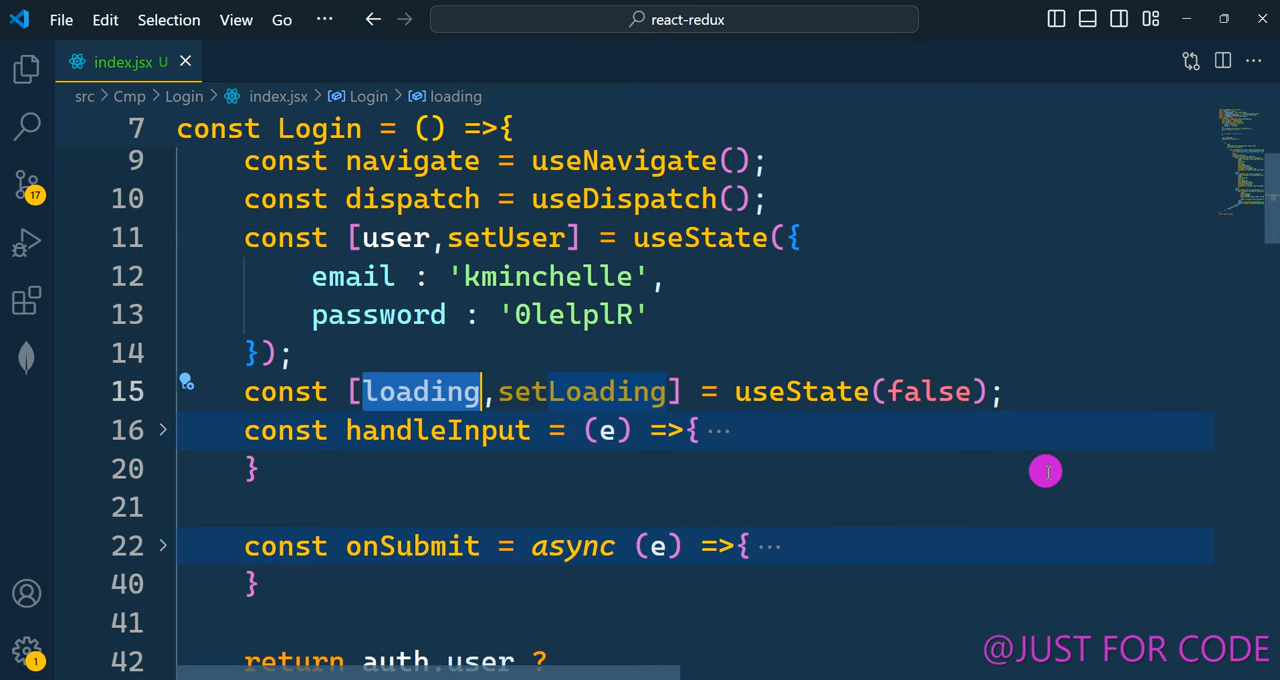 File Edit Selection View Go ··· react-redux
index.jsx U
src > Cmp > Login > index.jsx > Login > loading
7 const Login = () =>{
9 const navigate = useNavigate();
10 const dispatch = useDispatch();
11 const [user,setUser] = useState({
12 email : 'kminchelle',
13 password : '0lelplR'
14 });
15 const [loading,setLoading] = useState(false);
16 const handleInput = (e) =>{ ···
20 }
21
22 const onSubmit = async (e) =>{ ···
40 }
41
42 return auth.user ?
17
1
@JUST FOR CODE